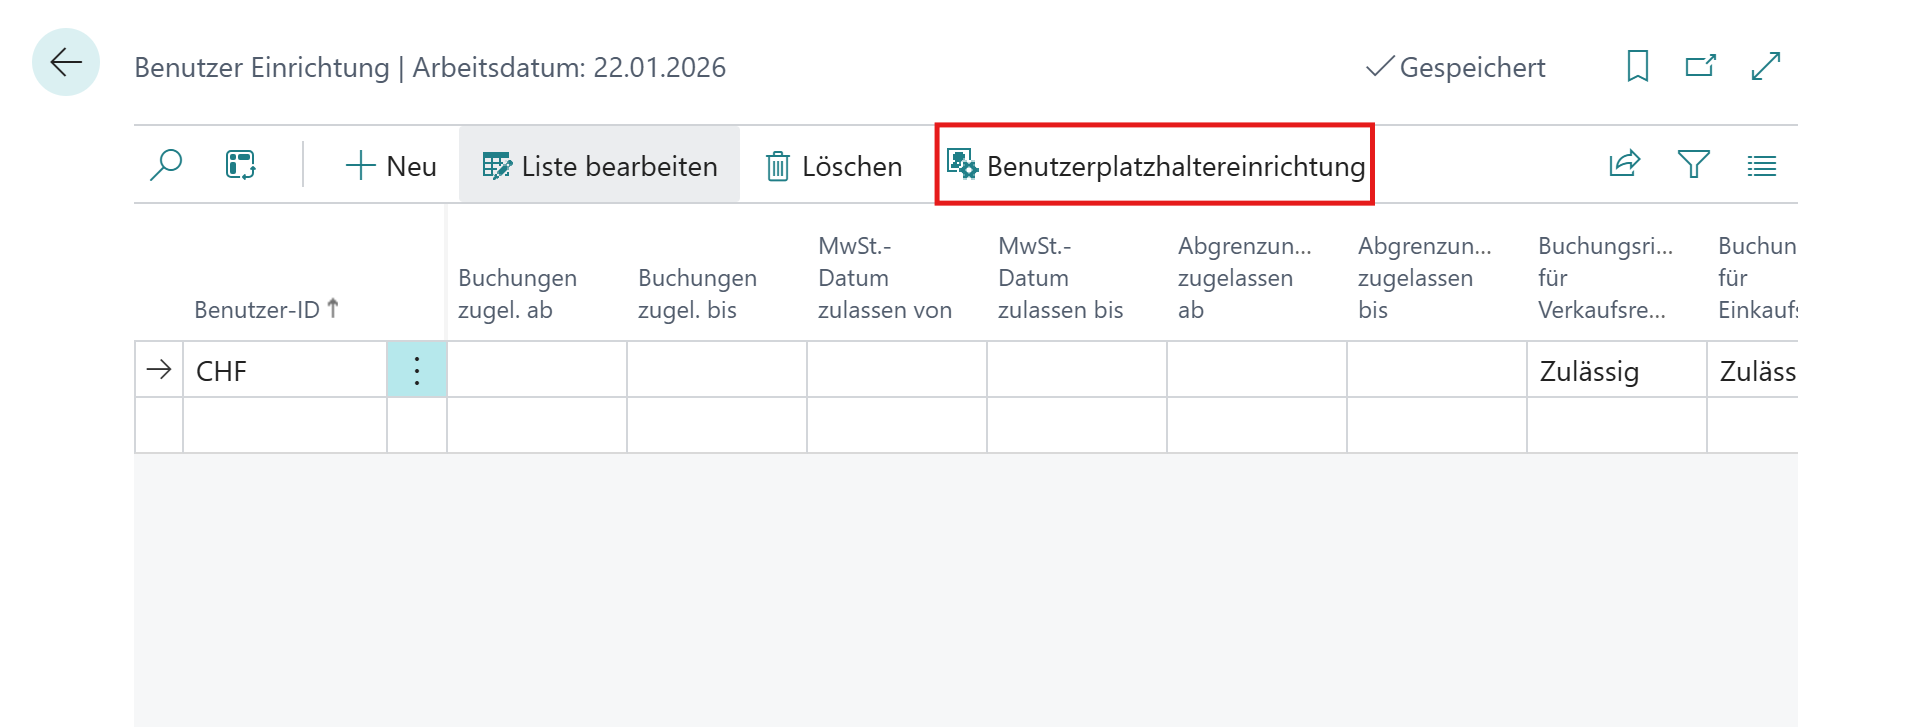 Benutzer Einrichtung | Arbeitsdatum: 22.01.2026
Gespeichert
Neu
Liste bearbeiten
Löschen
Benutzerplatzhaltereinrichtung
Benutzer-ID
Buchungen
zugel. ab
Buchungen
zugel. bis
MwSt.-
Datum
zulassen von
MwSt.-
Datum
zulassen bis
Abgrenzun...
zugelassen
ab
Abgrenzun...
zugelassen
bis
Buchungsri...
für
Verkaufsre...
Buchun
für
Einkauf
CHF
Zulässig
Zuläss